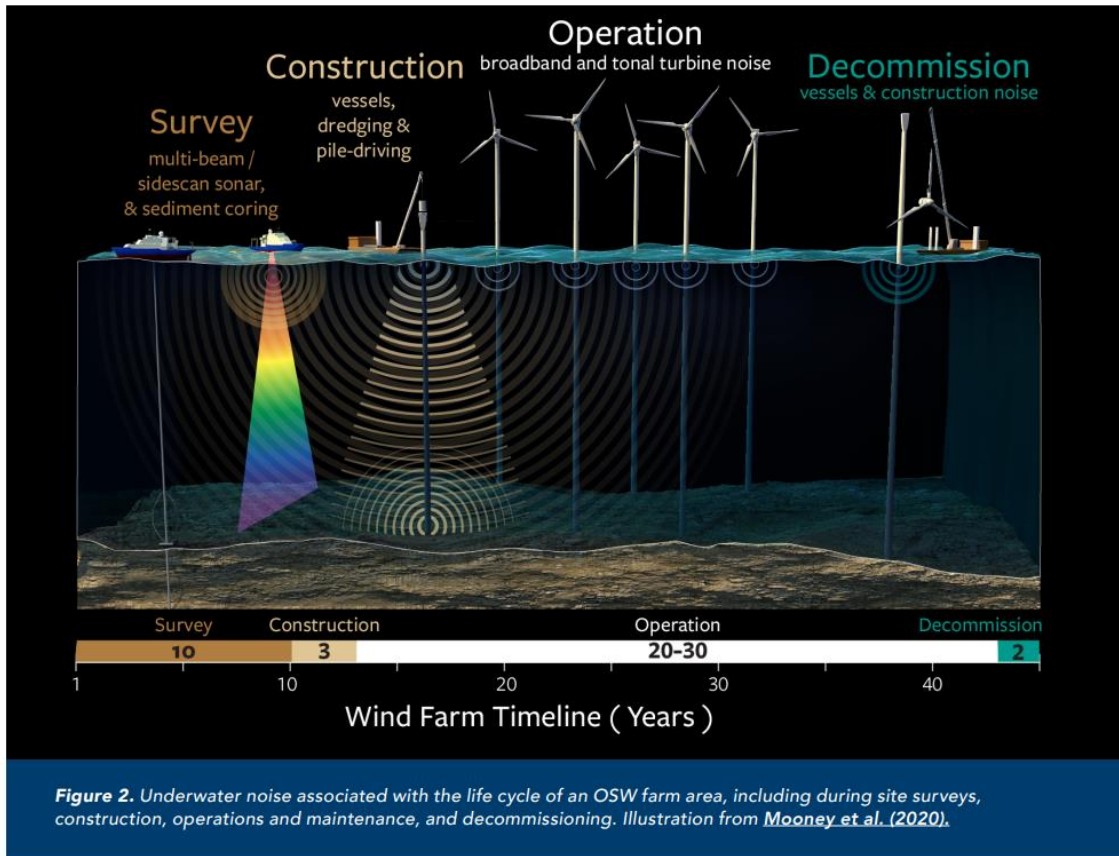 Operation
broadband and tonal turbine noise
Construction
vessels,
dredging &
pile-driving
Decommission
vessels & construction noise
Survey
multi-beam /
sidescan sonar,
& sediment coring
Survey
Construction
Operation
Decommission
10
3
20-30
2
1
10
20
30
40
Wind Farm Timeline ( Years )
Figure 2. Underwater noise associated with the life cycle of an OSW farm area, including during site surveys,
construction, operations and maintenance, and decommissioning. Illustration from Mooney et al. (2020).